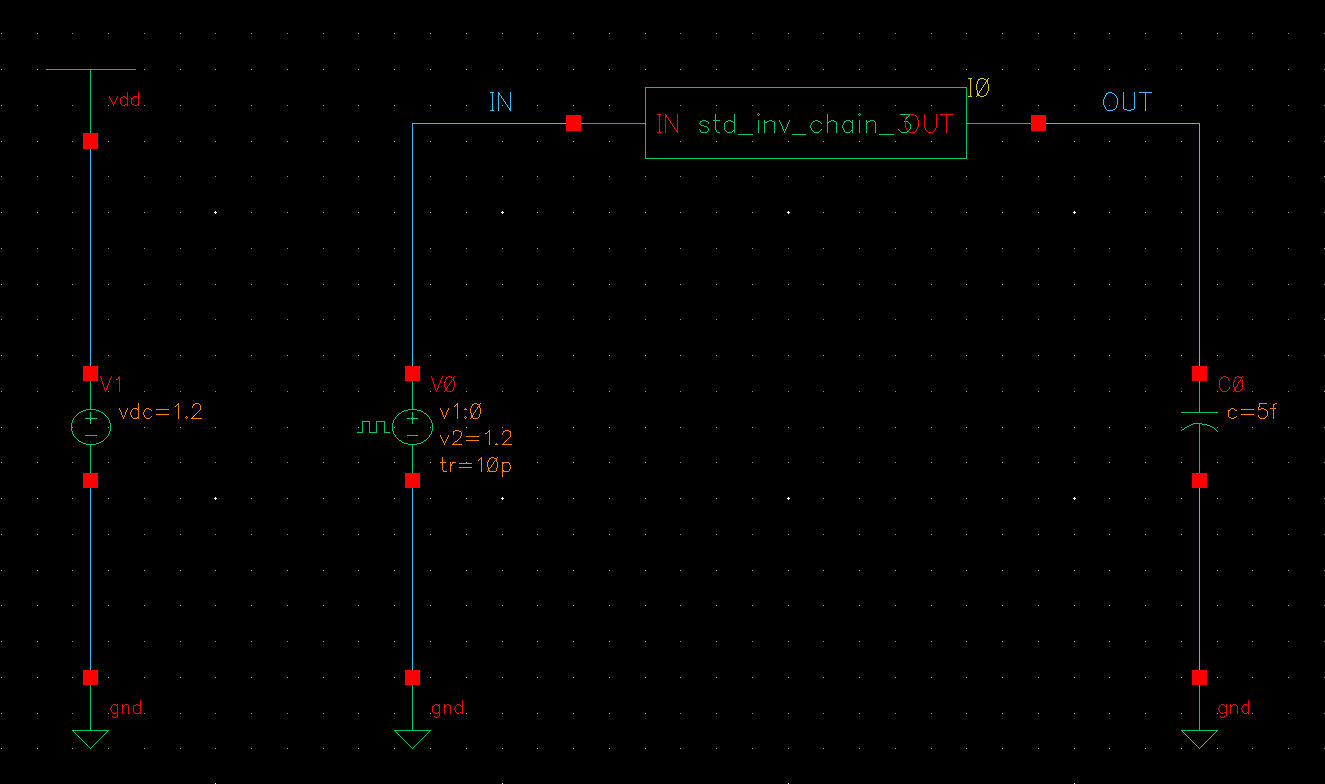 vdd
IN
I0
OUT
IN std_inv_chain_3 OUT
V1
vdc=1.2
V0
v1:0
v2=1.2
tr=10p
C0
c=5f
gnd
gnd
gnd